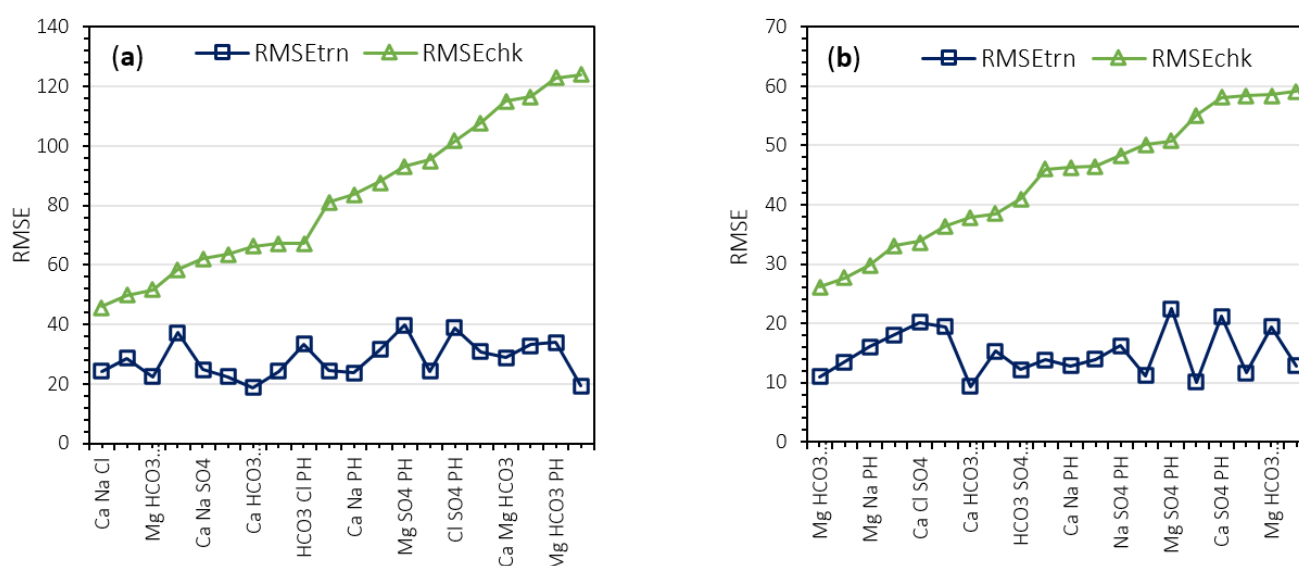 (a)
RMSEtrn
RMSEchk
RMSE
140
120
100
80
60
40
20
0
Ca Na Cl
Mg HCO3...
Ca Na SO4
Ca HCO3...
HCO3 Cl PH
Ca Na PH
Mg SO4 PH
Cl SO4 PH
Ca Mg HCO3
Mg HCO3 PH
(b)
RMSEtrn
RMSEchk
RMSE
70
60
50
40
30
20
10
0
Mg HCO3...
Mg Na PH
Ca Cl SO4
Ca HCO3...
HCO3 SO4...
Ca Na PH
Na SO4 PH
Mg SO4 PH
Ca SO4 PH
Mg HCO3...